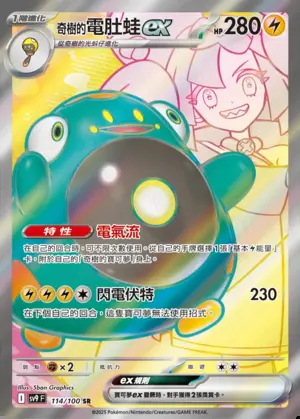 1階進化
奇樹的電肚蛙ex
HP 280
從奇樹的光蚪仔進化
特性 電氣流
在自己的回合時，可不限次數使用。從自己的手牌選擇1張「基本 能量」
卡，附於自己的「奇樹的寶可夢」身上。
閃電伏特 230
在下個自己的回合，這隻寶可夢無法使用招式。
弱點 ×2 抵抗力
Illus. 5ban Graphics
ex規則
SV9 F 114/100 SR
寶可夢ex昏厥時，對手獲得2張獎賞卡。
©2025 Pokémon/Nintendo/Creatures/GAME FREAK.